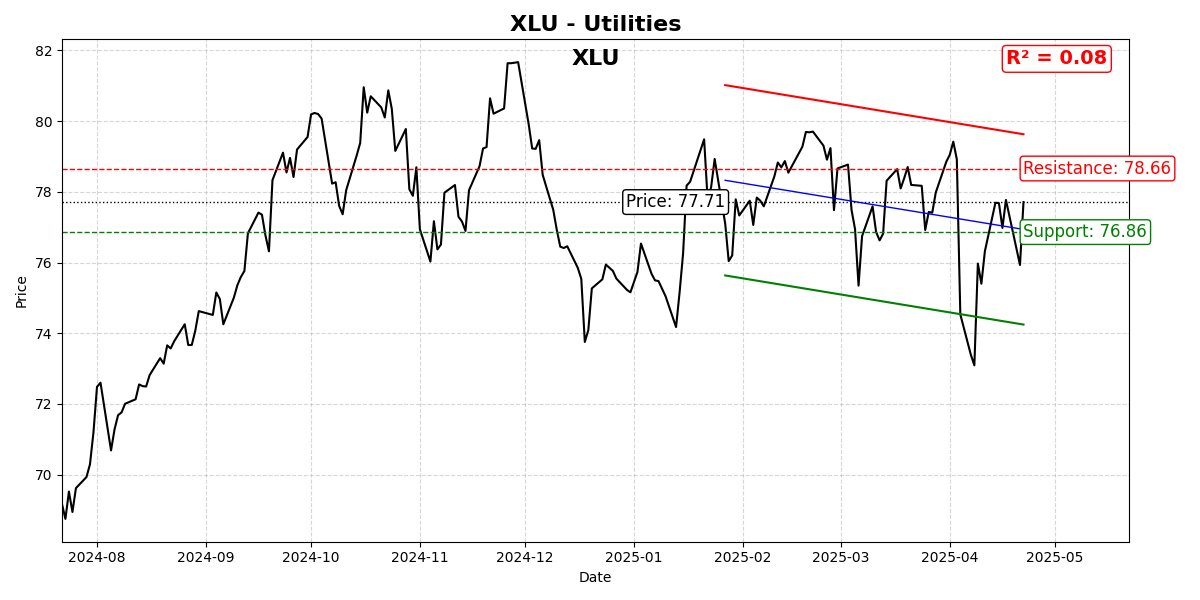 XLU - Utilities
XLU
R² = 0.08
Resistance: 78.66
Price: 77.71
Support: 76.86
82
80
78
76
74
72
70
Price
2024-08
2024-09
2024-10
2024-11
2024-12
2025-01
2025-02
2025-03
2025-04
2025-05
Date